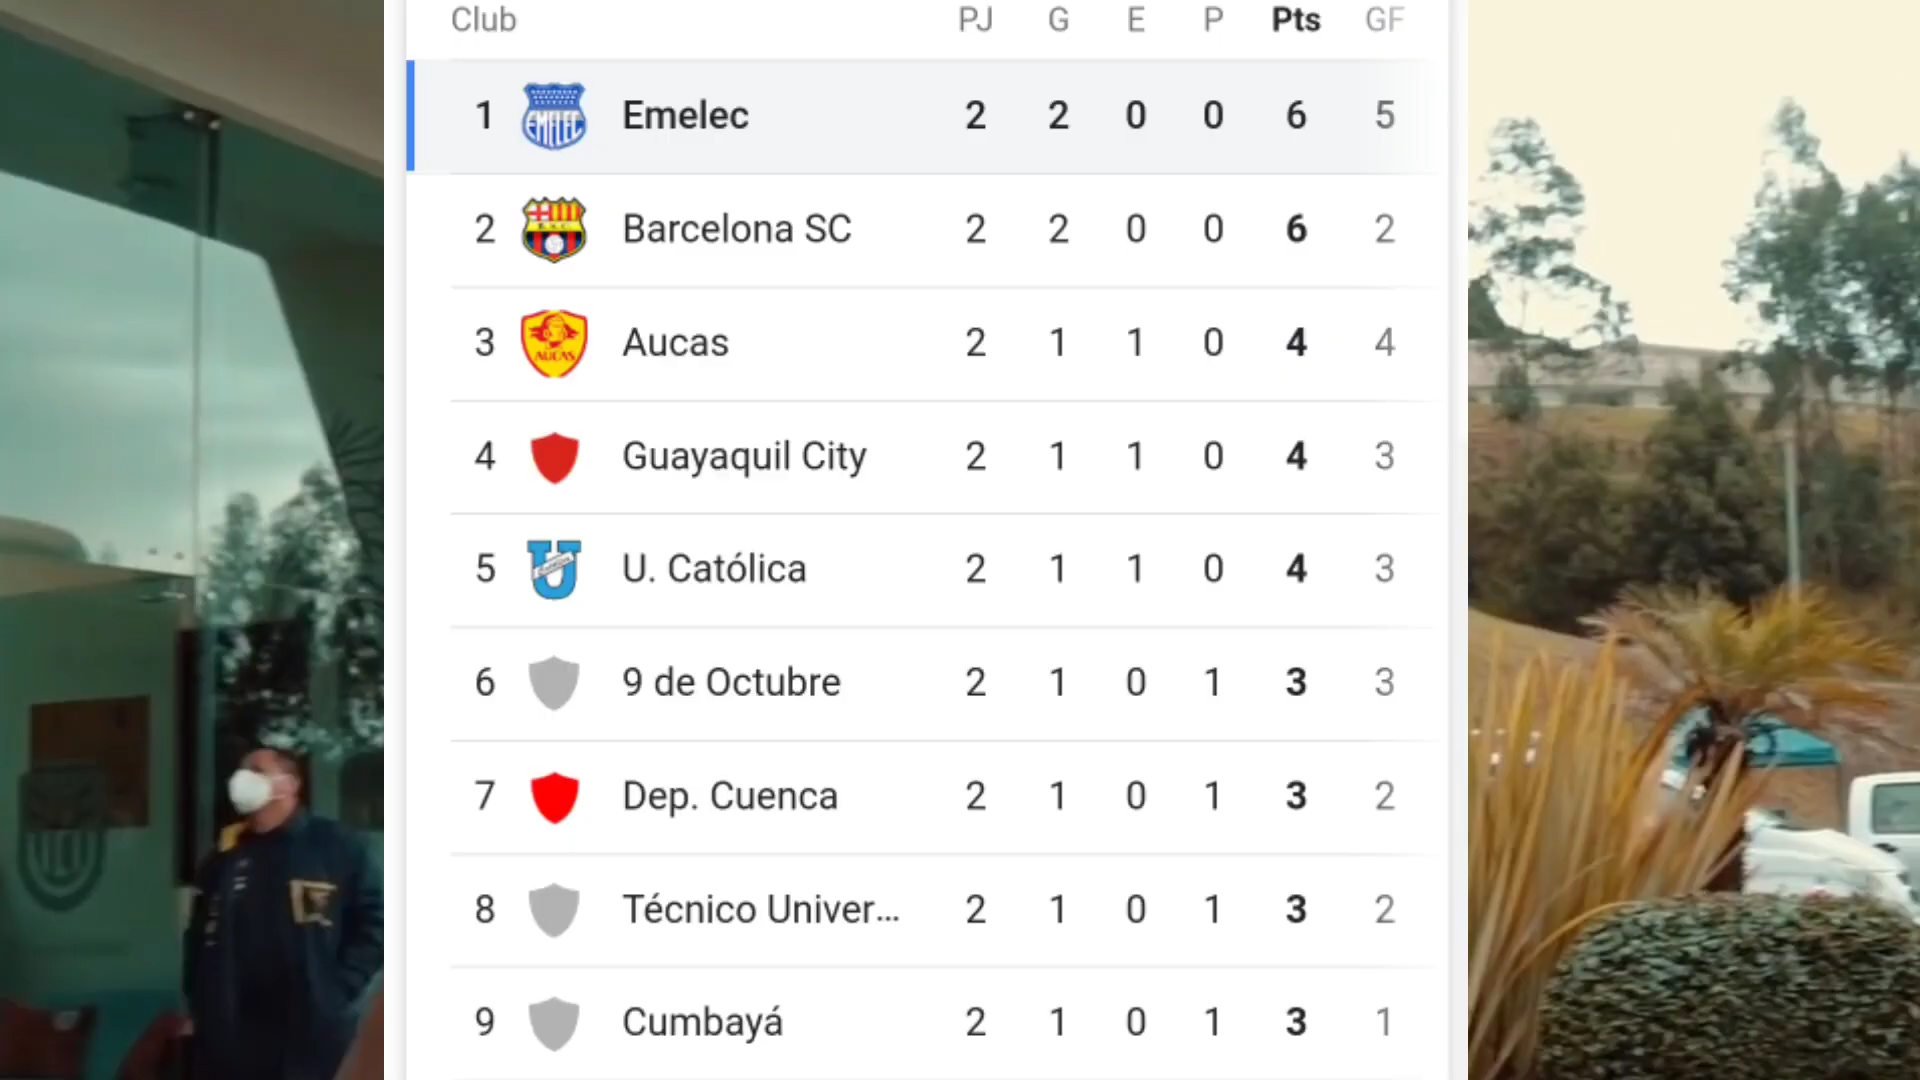 Club PJ G E P Pts GF
1 EMELEC Emelec 2 2 0 0 6 5
2 Barcelona SC 2 2 0 0 6 2
3 AUCAS Aucas 2 1 1 0 4 4
4 Guayaquil City 2 1 1 0 4 3
5 U. Católica 2 1 1 0 4 3
6 9 de Octubre 2 1 0 1 3 3
7 Dep. Cuenca 2 1 0 1 3 2
8 Técnico Univer... 2 1 0 1 3 2
9 Cumbayá 2 1 0 1 3 1